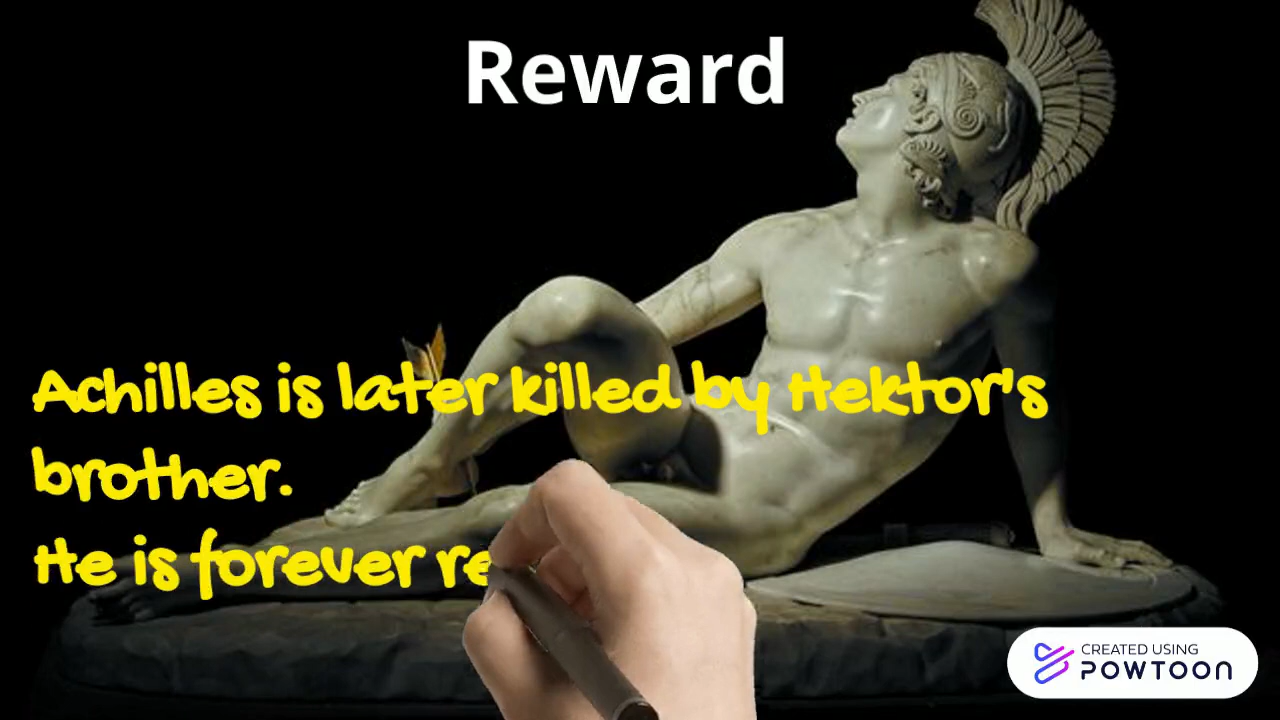 Reward
Achilles is later killed by Hektor's
brother.
He is forever re
CREATED USING
POWTOON